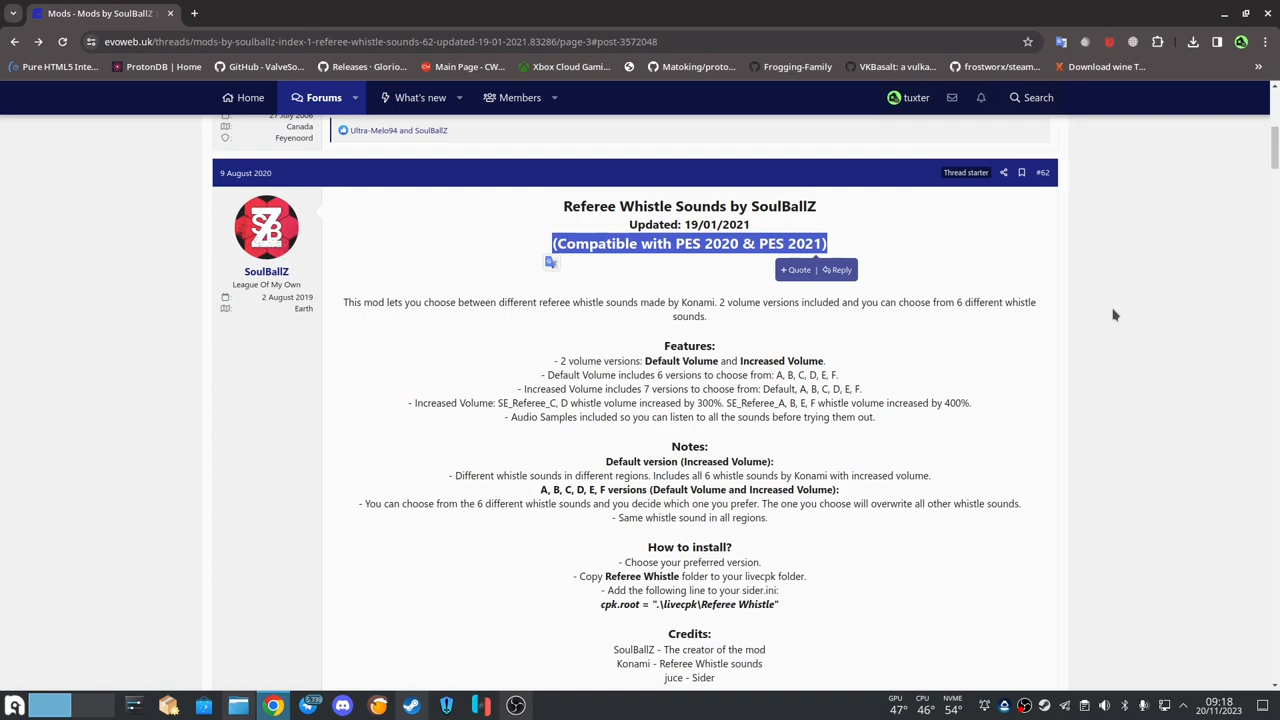 Mods - Mods by SoulBallZ
evoweb.uk/threads/mods-by-soulballz-index-1-referee-whistle-sounds-62-updated-19-01-2021.83286/page-3#post-3572048
Pure HTML5 Inte...
ProtonDB | Home
GitHub - ValveSo...
Releases · Glorio...
Main Page - CW...
Xbox Cloud Gami...
Matoking/proto...
Frogging-Family
VKBasalt: a vulka...
frostworx/steam...
Download wine T...
Home
Forums
What's new
Members
tuxter
Search
27 July 2006
Canada
Feyenoord
Ultra-Melo94 and SoulBallZ
9 August 2020
Thread starter
#62
SoulBallZ
League Of My Own
2 August 2019
Earth
Referee Whistle Sounds by SoulBallZ
Updated: 19/01/2021
(Compatible with PES 2020 & PES 2021)
+ Quote | Reply
This mod lets you choose between different referee whistle sounds made by Konami. 2 volume versions included and you can choose from 6 different whistle
sounds.
Features:
- 2 volume versions: Default Volume and Increased Volume.
- Default Volume includes 6 versions to choose from: A, B, C, D, E, F.
- Increased Volume includes 7 versions to choose from: Default, A, B, C, D, E, F.
- Increased Volume: SE_Referee_C, D whistle volume increased by 300%. SE_Referee_A, B, E, F whistle volume increased by 400%.
- Audio Samples included so you can listen to all the sounds before trying them out.
Notes:
Default version (Increased Volume):
- Different whistle sounds in different regions. Includes all 6 whistle sounds by Konami with increased volume.
A, B, C, D, E, F versions (Default Volume and Increased Volume):
- You can choose from the 6 different whistle sounds and you decide which one you prefer. The one you choose will overwrite all other whistle sounds.
- Same whistle sound in all regions.
How to install?
- Choose your preferred version.
- Copy Referee Whistle folder to your livecpk folder.
- Add the following line to your sider.ini:
cpk.root = ".\livecpk\Referee Whistle"
Credits:
SoulBallZ - The creator of the mod
Konami - Referee Whistle sounds
juce - Sider
5,739
GPU CPU NVME
47° 47° 54°
09:18
20/11/2023